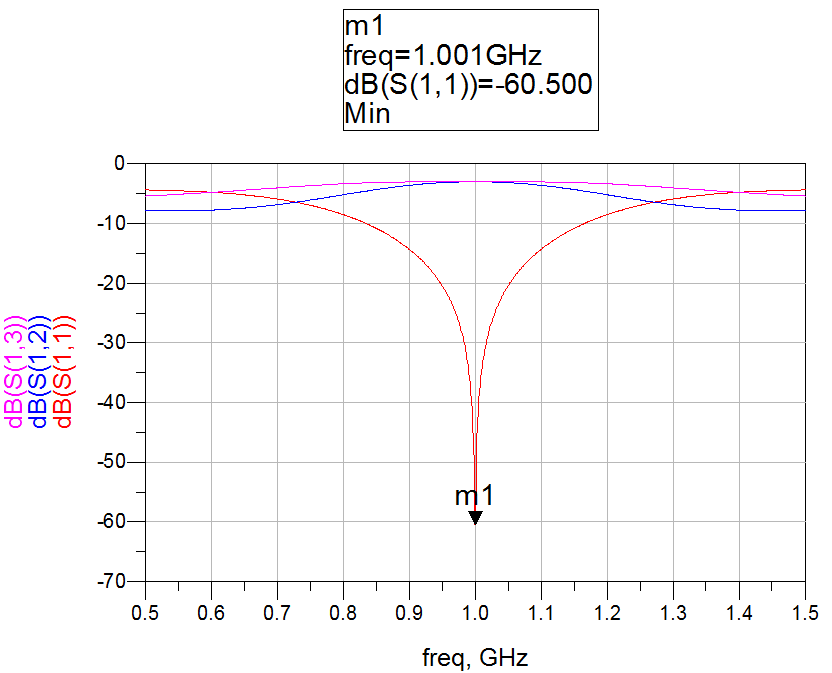 m1
freq=1.001GHz
dB(S(1,1))=-60.500
Min
0
-10
-20
-30
-40
-50
-60
-70
dB(S(1,3))
dB(S(1,2))
dB(S(1,1))
m1
0.5 0.6 0.7 0.8 0.9 1.0 1.1 1.2 1.3 1.4 1.5
freq, GHz